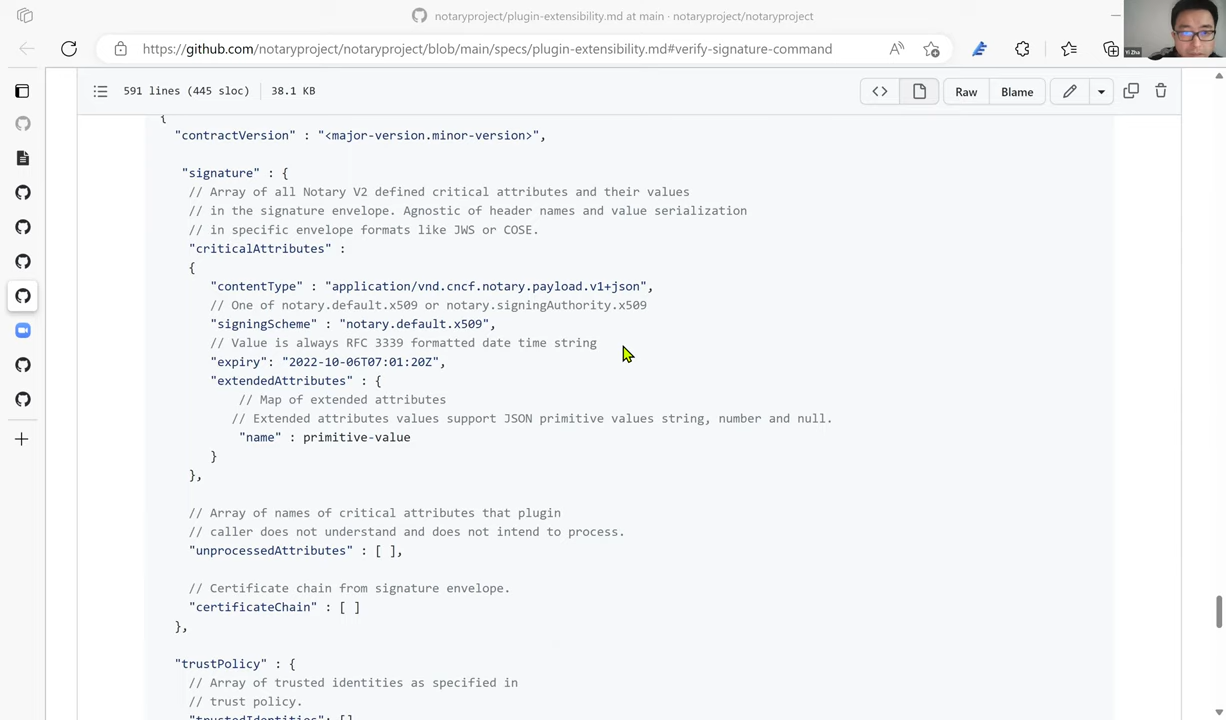 notaryproject/plugin-extensibility.md at main · notaryproject/notaryproject
https://github.com/notaryproject/notaryproject/blob/main/specs/plugin-extensibility.md#verify-signature-command
Yi Zha
591 lines (445 sloc)
38.1 KB
Raw
Blame
{
"contractVersion" : "<major-version.minor-version>",
"signature" : {
// Array of all Notary V2 defined critical attributes and their values
// in the signature envelope. Agnostic of header names and value serialization
// in specific envelope formats like JWS or COSE.
"criticalAttributes" :
{
"contentType" : "application/vnd.cncf.notary.payload.v1+json",
// One of notary.default.x509 or notary.signingAuthority.x509
"signingScheme" : "notary.default.x509",
// Value is always RFC 3339 formatted date time string
"expiry": "2022-10-06T07:01:20Z",
"extendedAttributes" : {
// Map of extended attributes
// Extended attributes values support JSON primitive values string, number and null.
"name" : primitive-value
}
},
// Array of names of critical attributes that plugin
// caller does not understand and does not intend to process.
"unprocessedAttributes" : [ ],
// Certificate chain from signature envelope.
"certificateChain" : [ ]
},
"trustPolicy" : {
// Array of trusted identities as specified in
// trust policy.
"trustedIdentities": []